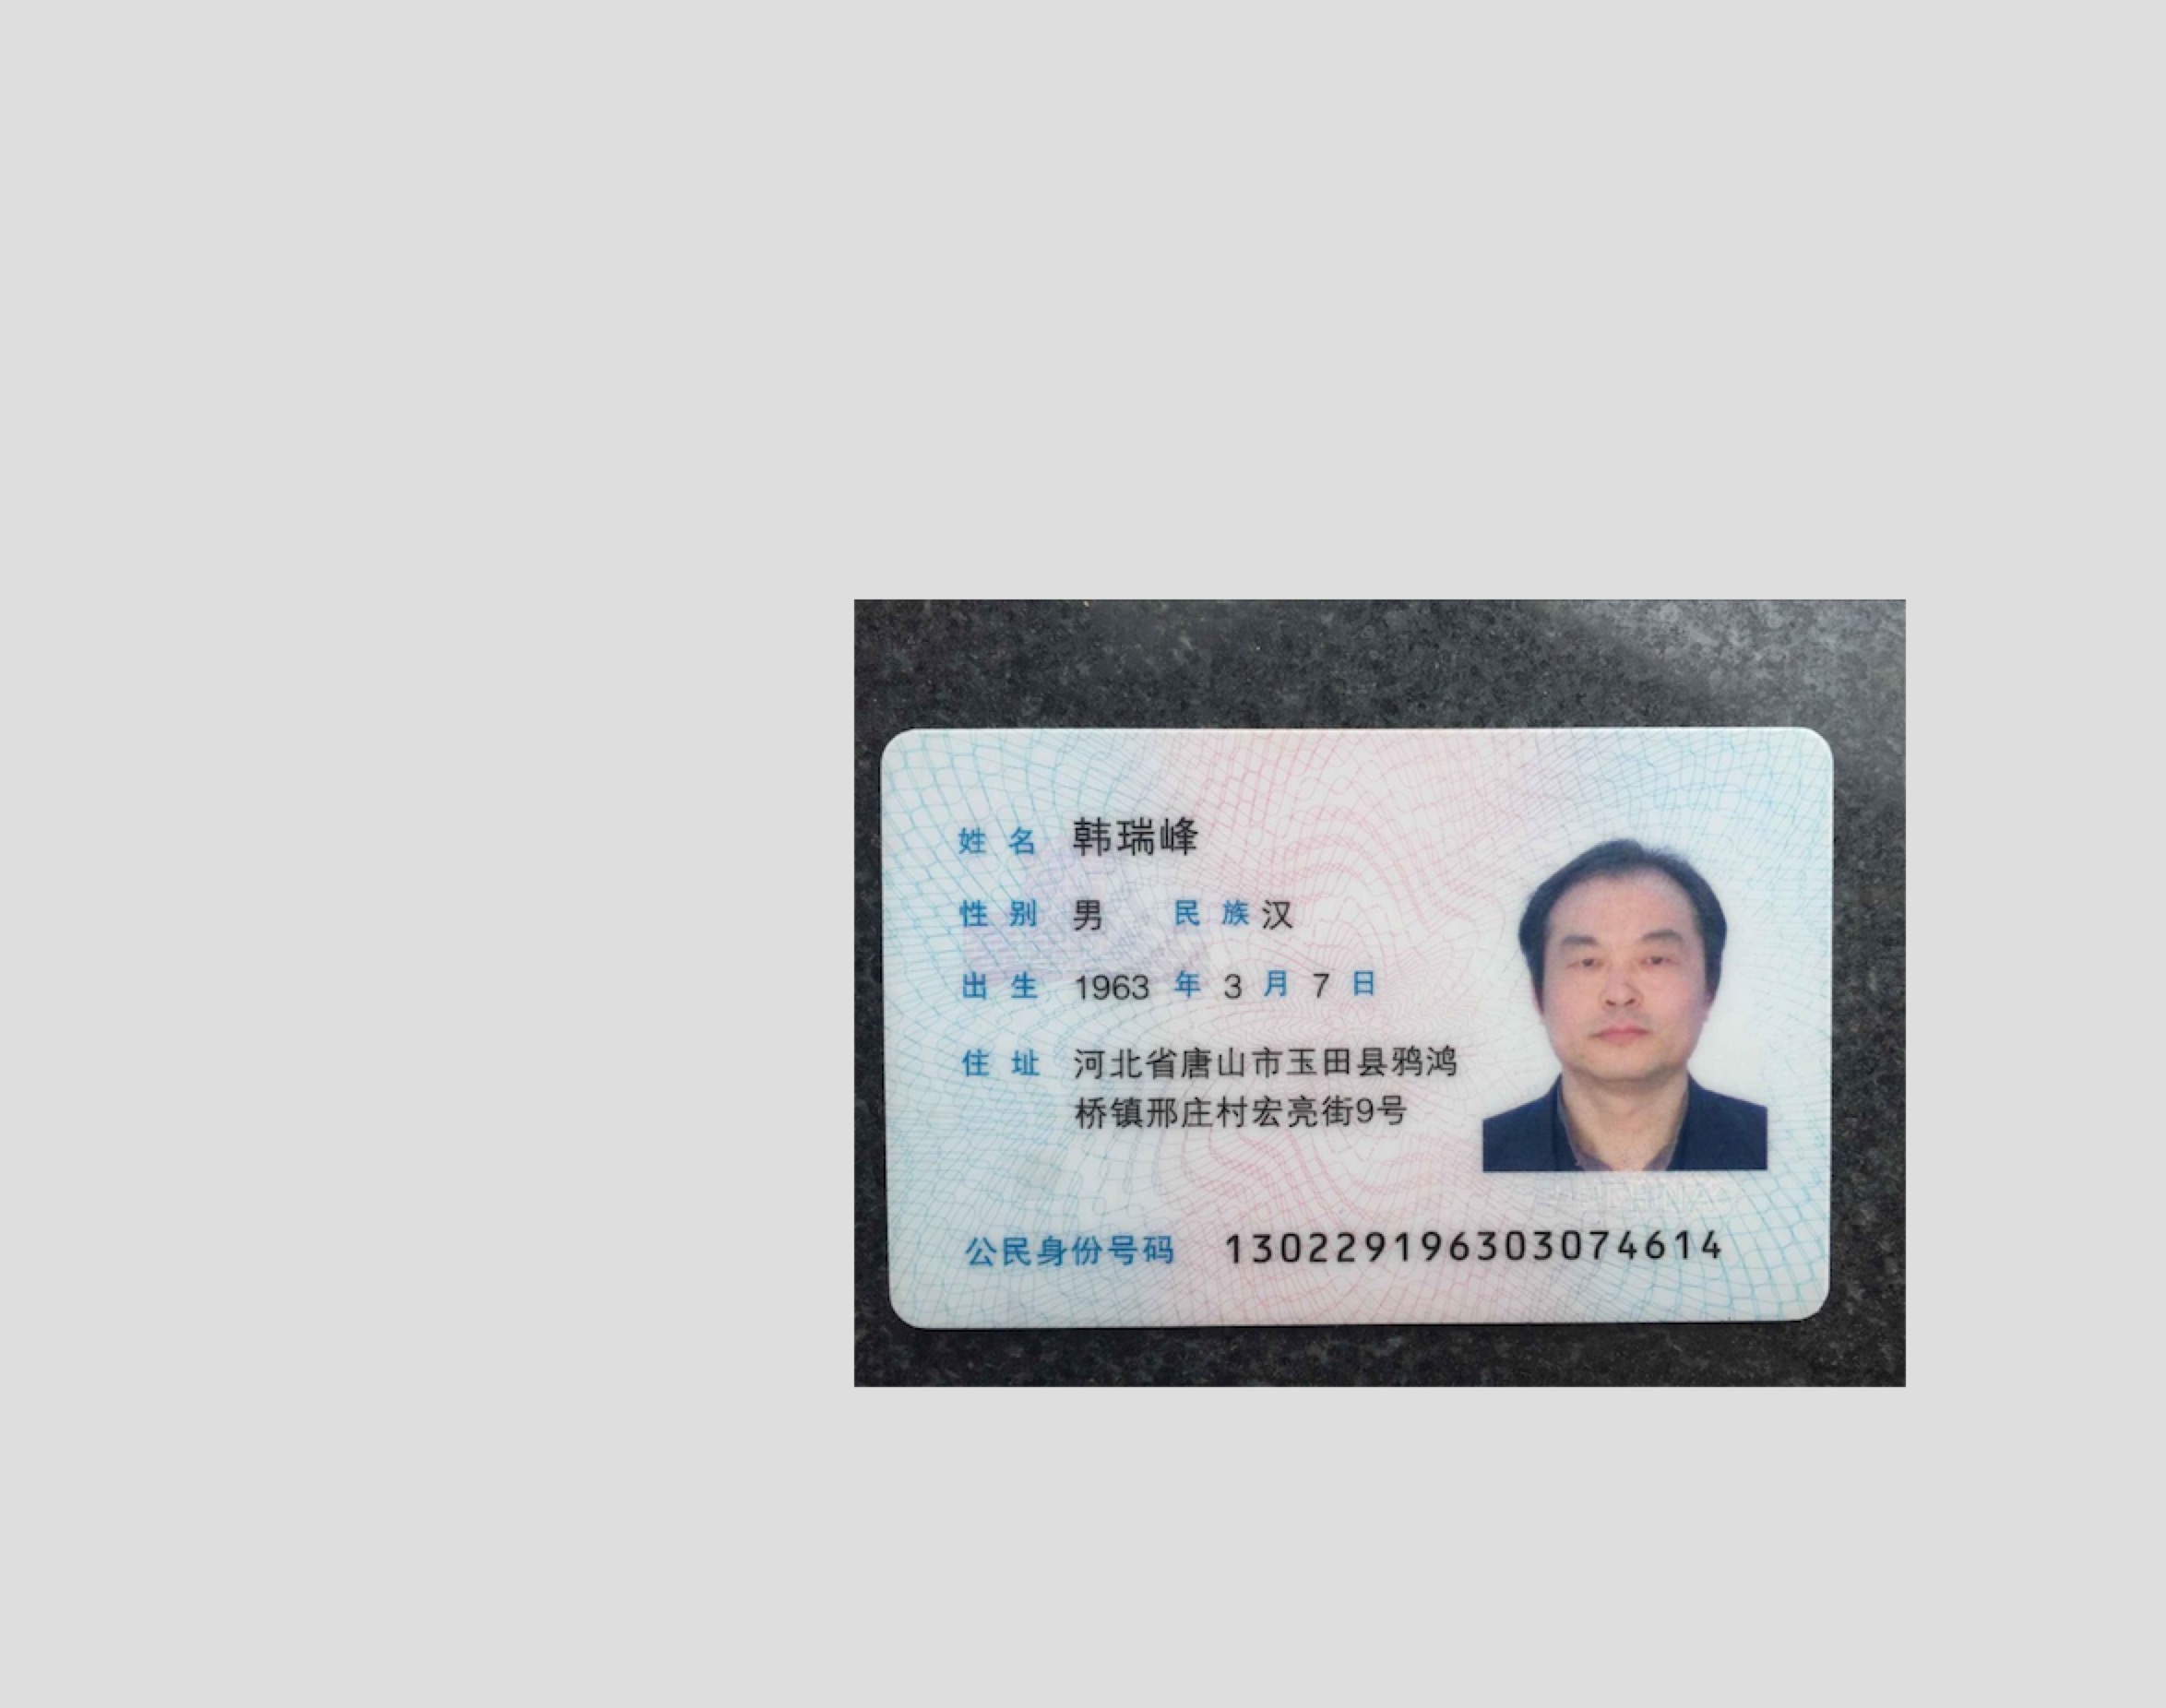 姓名 韩瑞峰
性别 男 民族 汉
出生 1963 年 3 月 7 日
住址 河北省唐山市玉田县鸦鸿
桥镇邢庄村宏亮街9号
CHINA
公民身份号码 130229196303074614